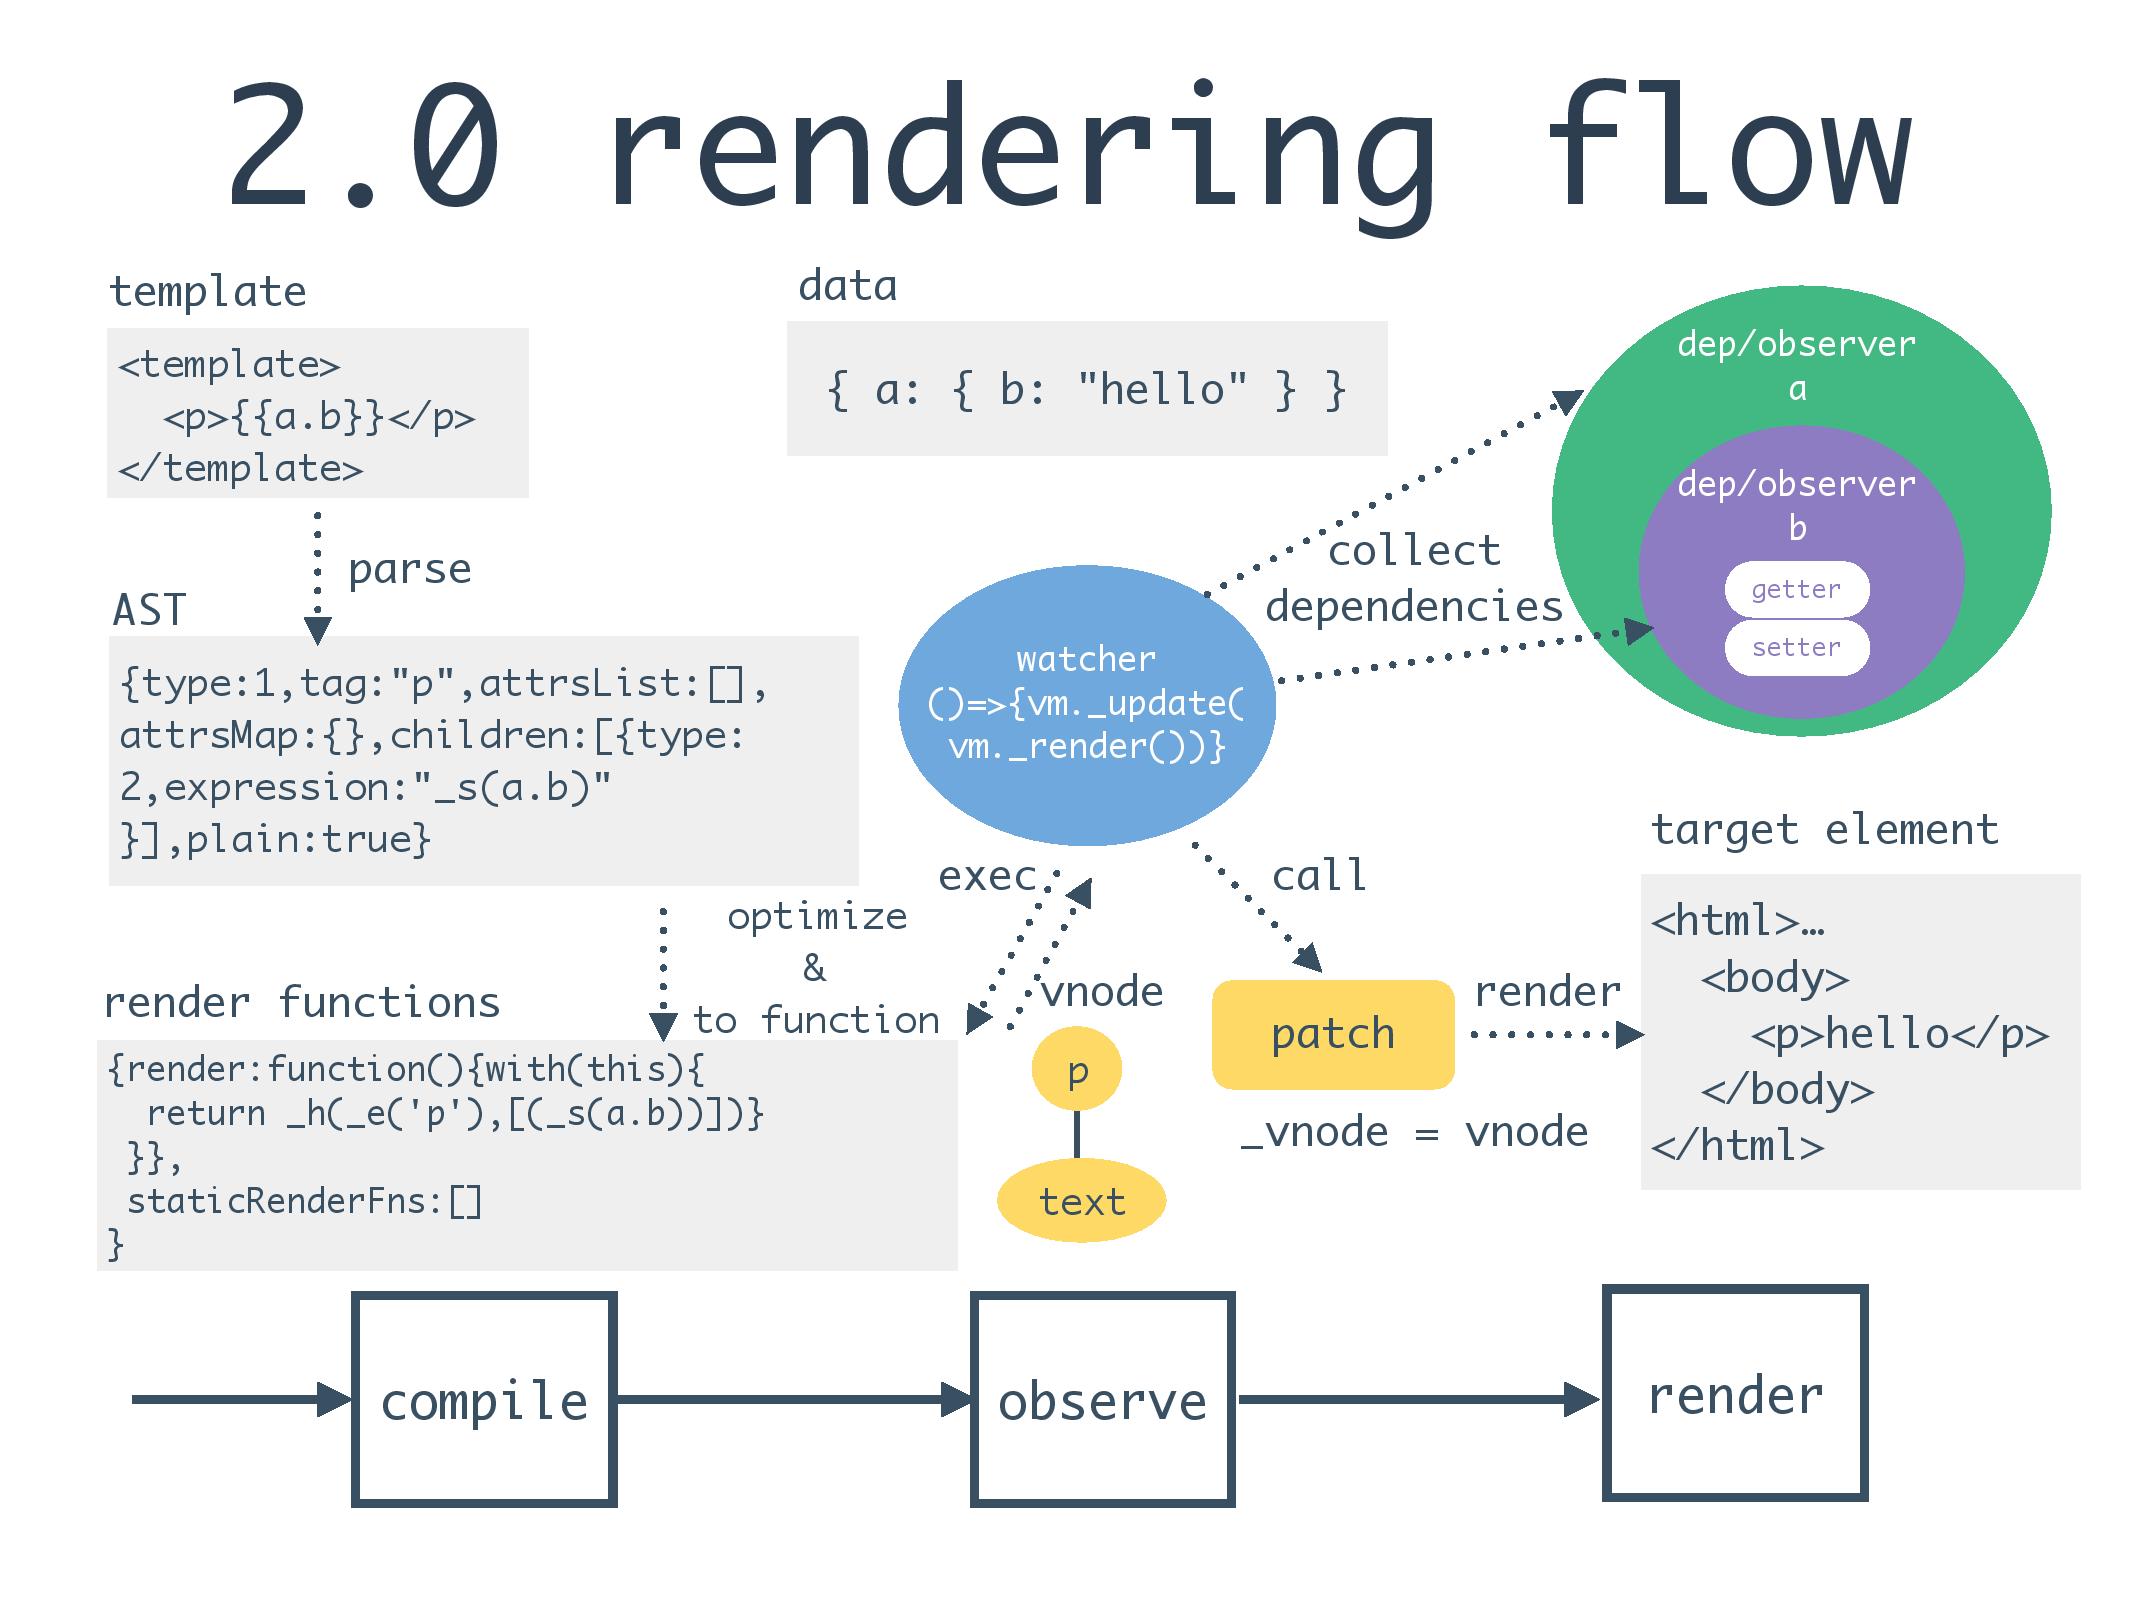 2.0 rendering flow
template
<template>
  <p>{{a.b}}</p>
</template>
parse
AST
{type:1,tag:"p",attrsList:[],
attrsMap:{},children:[{type:
2,expression:"_s(a.b)"
}],plain:true}
optimize
&
to function
render functions
{render:function(){with(this){
  return _h(_e('p'),[(_s(a.b))])}
 }},
 staticRenderFns:[]
}
data
{ a: { b: "hello" } }
watcher
()=>{vm._update(
vm._render())}
collect
dependencies
dep/observer
a
dep/observer
b
getter
setter
exec
vnode
p
text
call
patch
_vnode = vnode
render
target element
<html>…
  <body>
    <p>hello</p>
  </body>
</html>
compile
observe
render